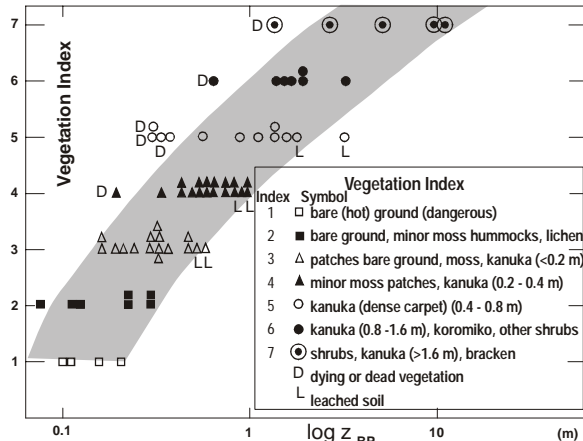 7
6
5
4
3
2
1
Vegetation Index
D
D
D
D
D
L
L
D
L L
L L
Vegetation Index
Index Symbol
1 bare (hot) ground (dangerous)
2 bare ground, minor moss hummocks, lichen
3 patches bare ground, moss, kanuka (<0.2 m)
4 minor moss patches, kanuka (0.2 - 0.4 m)
5 kanuka (dense carpet) (0.4 - 0.8 m)
6 kanuka (0.8 -1.6 m), koromiko, other shrubs
7 shrubs, kanuka (>1.6 m), bracken
D dying or dead vegetation
L leached soil
0.1 1 10 (m)
log z BP